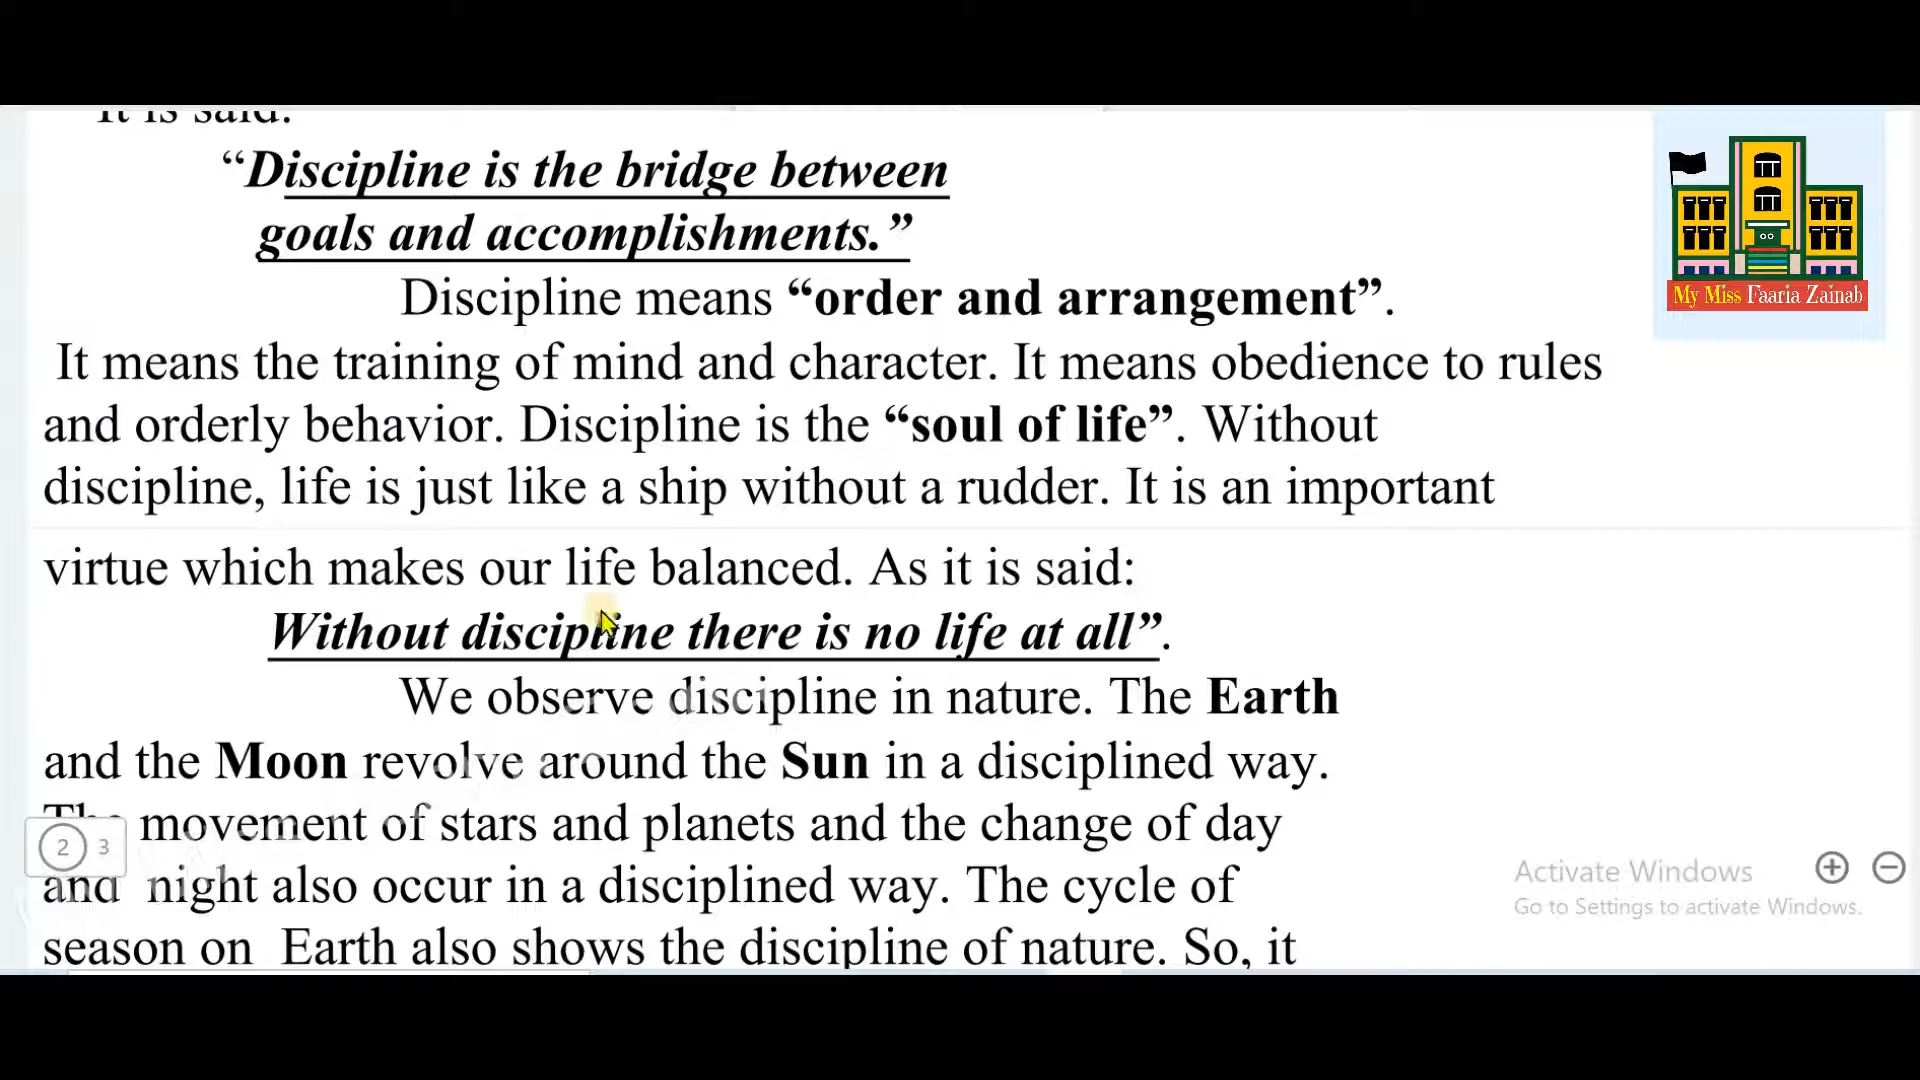 It is said:
“Discipline is the bridge between
goals and accomplishments.”
Discipline means “order and arrangement”.
It means the training of mind and character. It means obedience to rules
and orderly behavior. Discipline is the “soul of life”. Without
discipline, life is just like a ship without a rudder. It is an important
virtue which makes our life balanced. As it is said:
Without discipline there is no life at all”.
We observe discipline in nature. The Earth
and the Moon revolve around the Sun in a disciplined way.
The movement of stars and planets and the change of day
and night also occur in a disciplined way. The cycle of
season on Earth also shows the discipline of nature. So, it
My Miss Faaria Zainab
2 3
Activate Windows
Go to Settings to activate Windows.